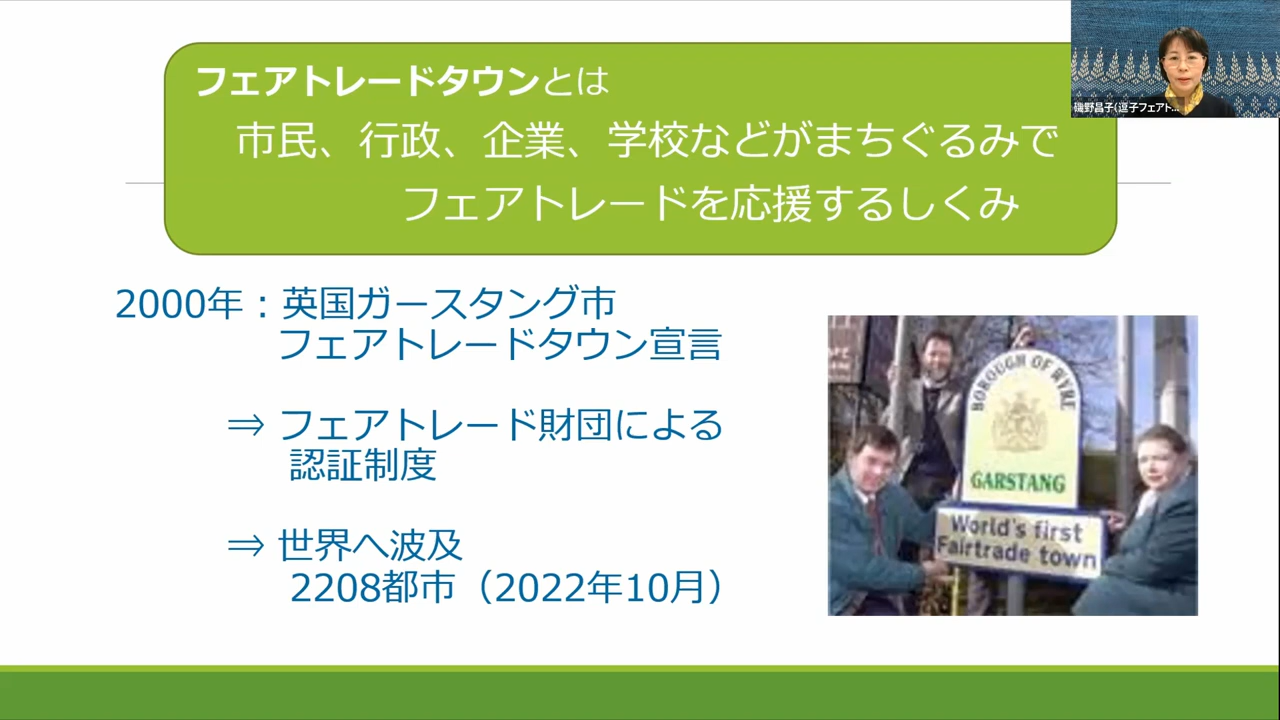 フェアトレードタウンとは
市民、行政、企業、学校などがまちぐるみで
フェアトレードを応援するしくみ
磯野昌子(逗子フェアト...
2000年：英国ガースタング市
フェアトレードタウン宣言
⇒ フェアトレード財団による
認証制度
⇒ 世界へ波及
2208都市（2022年10月）
BOROUGH OF WYRE
GARSTANG
World's first
Fairtrade town